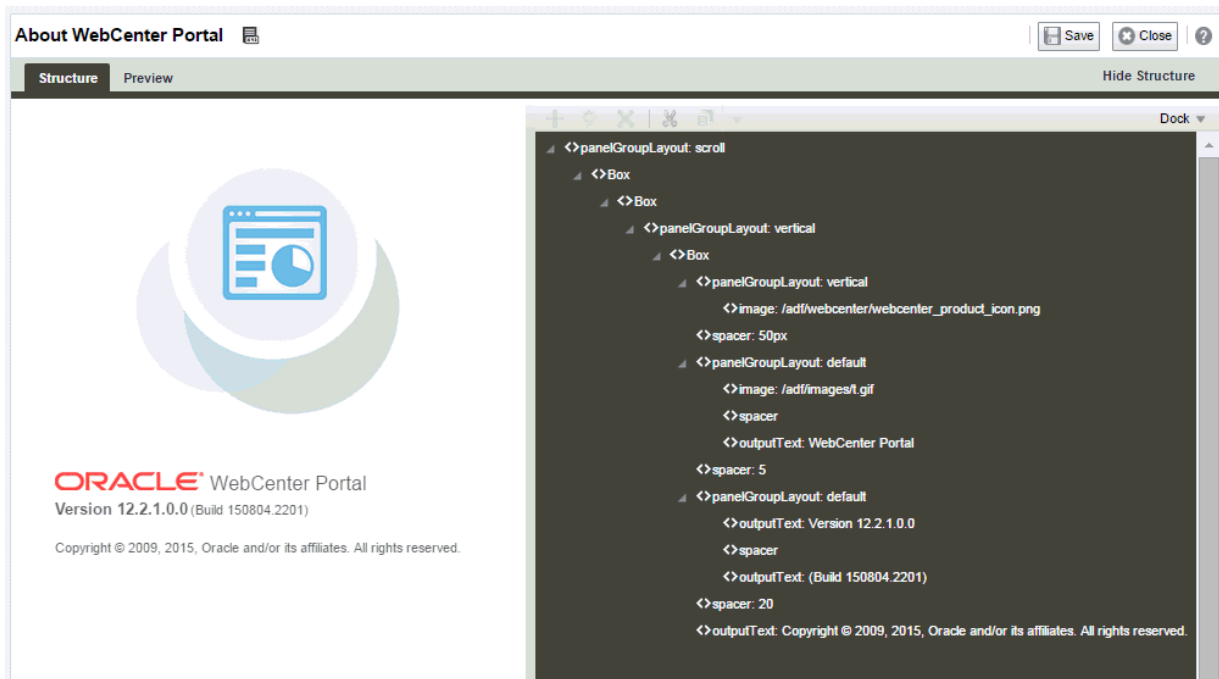 About WebCenter Portal
Save
Close
Structure
Preview
Hide Structure
Dock
<>panelGroupLayout: scroll
<>Box
<>Box
<>panelGroupLayout: vertical
<>Box
<>panelGroupLayout: vertical
<>image: /adf/webcenter/webcenter_product_icon.png
<>spacer: 50px
<>panelGroupLayout: default
<>image: /adf/images/t.gif
<>spacer
<>outputText: WebCenter Portal
<>spacer: 5
<>panelGroupLayout: default
<>outputText: Version 12.2.1.0.0
<>spacer
<>outputText: (Build 150804.2201)
<>spacer: 20
<>outputText: Copyright © 2009, 2015, Oracle and/or its affiliates. All rights reserved.
ORACLE® WebCenter Portal
Version 12.2.1.0.0 (Build 150804.2201)
Copyright © 2009, 2015, Oracle and/or its affiliates. All rights reserved.